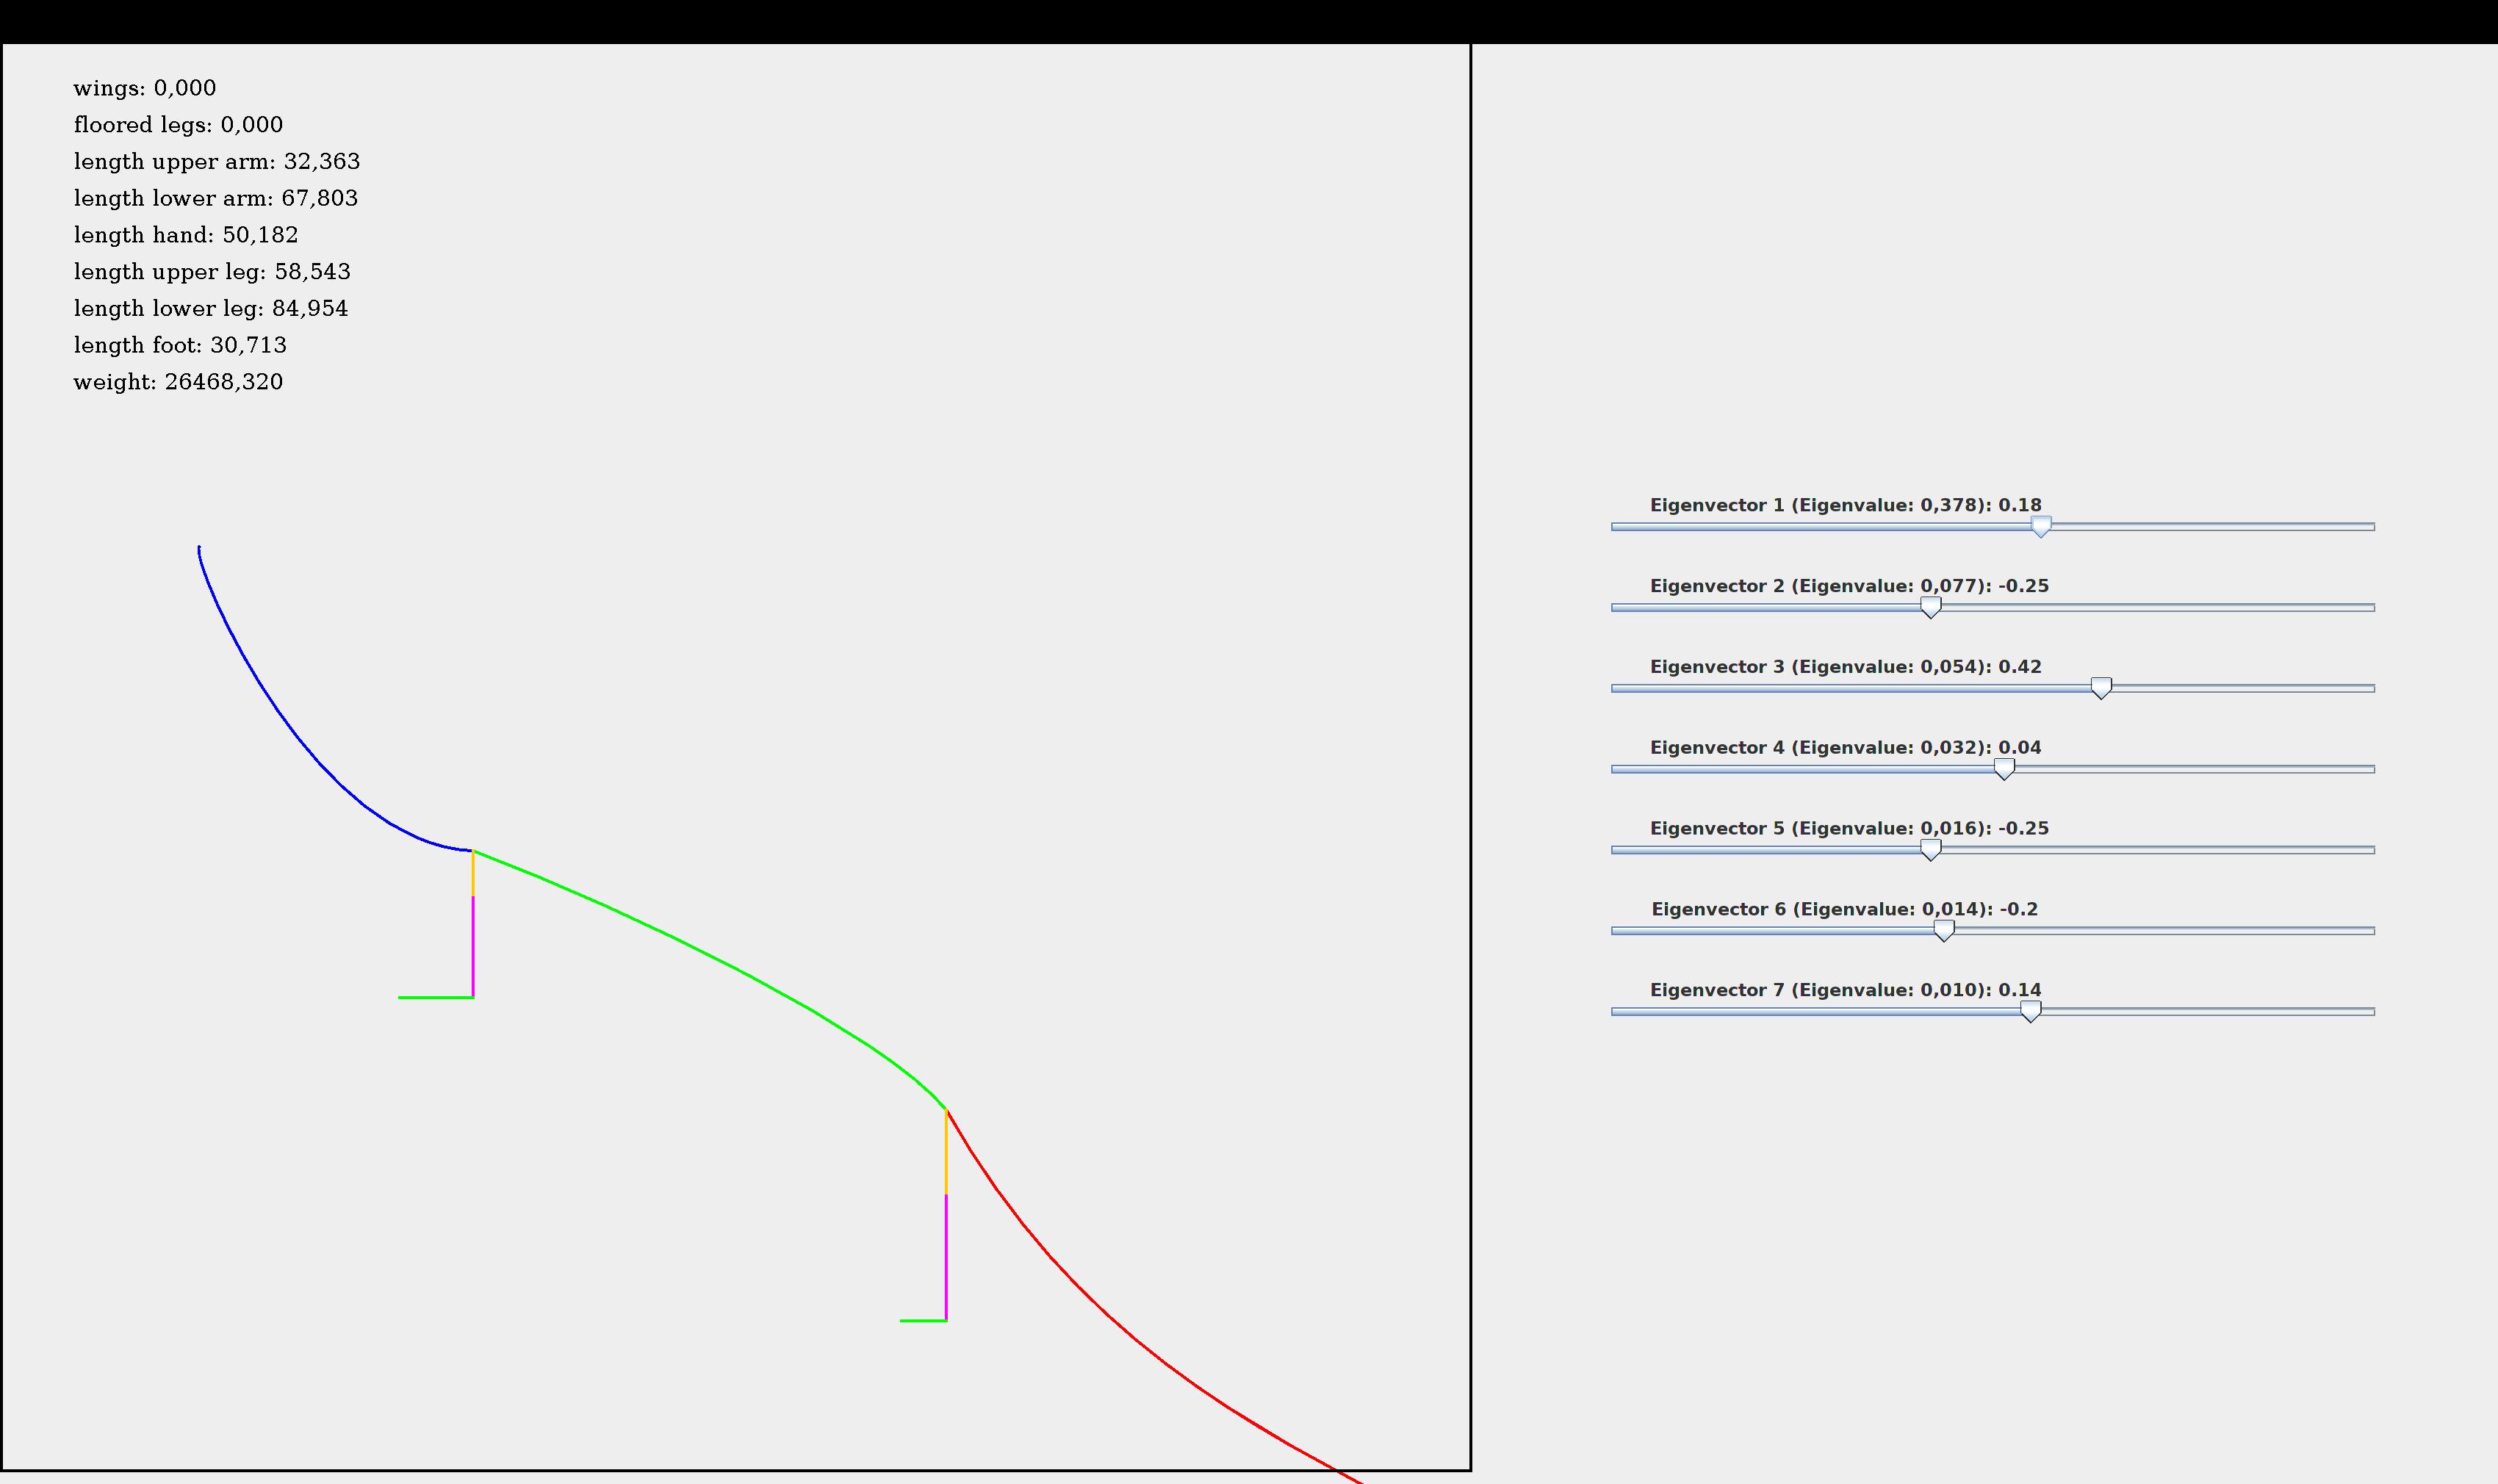 wings: 0,000
floored legs: 0,000
length upper arm: 32,363
length lower arm: 67,803
length hand: 50,182
length upper leg: 58,543
length lower leg: 84,954
length foot: 30,713
weight: 26468,320
Eigenvector 1 (Eigenvalue: 0,378): 0.18
Eigenvector 2 (Eigenvalue: 0,077): -0.25
Eigenvector 3 (Eigenvalue: 0,054): 0.42
Eigenvector 4 (Eigenvalue: 0,032): 0.04
Eigenvector 5 (Eigenvalue: 0,016): -0.25
Eigenvector 6 (Eigenvalue: 0,014): -0.2
Eigenvector 7 (Eigenvalue: 0,010): 0.14